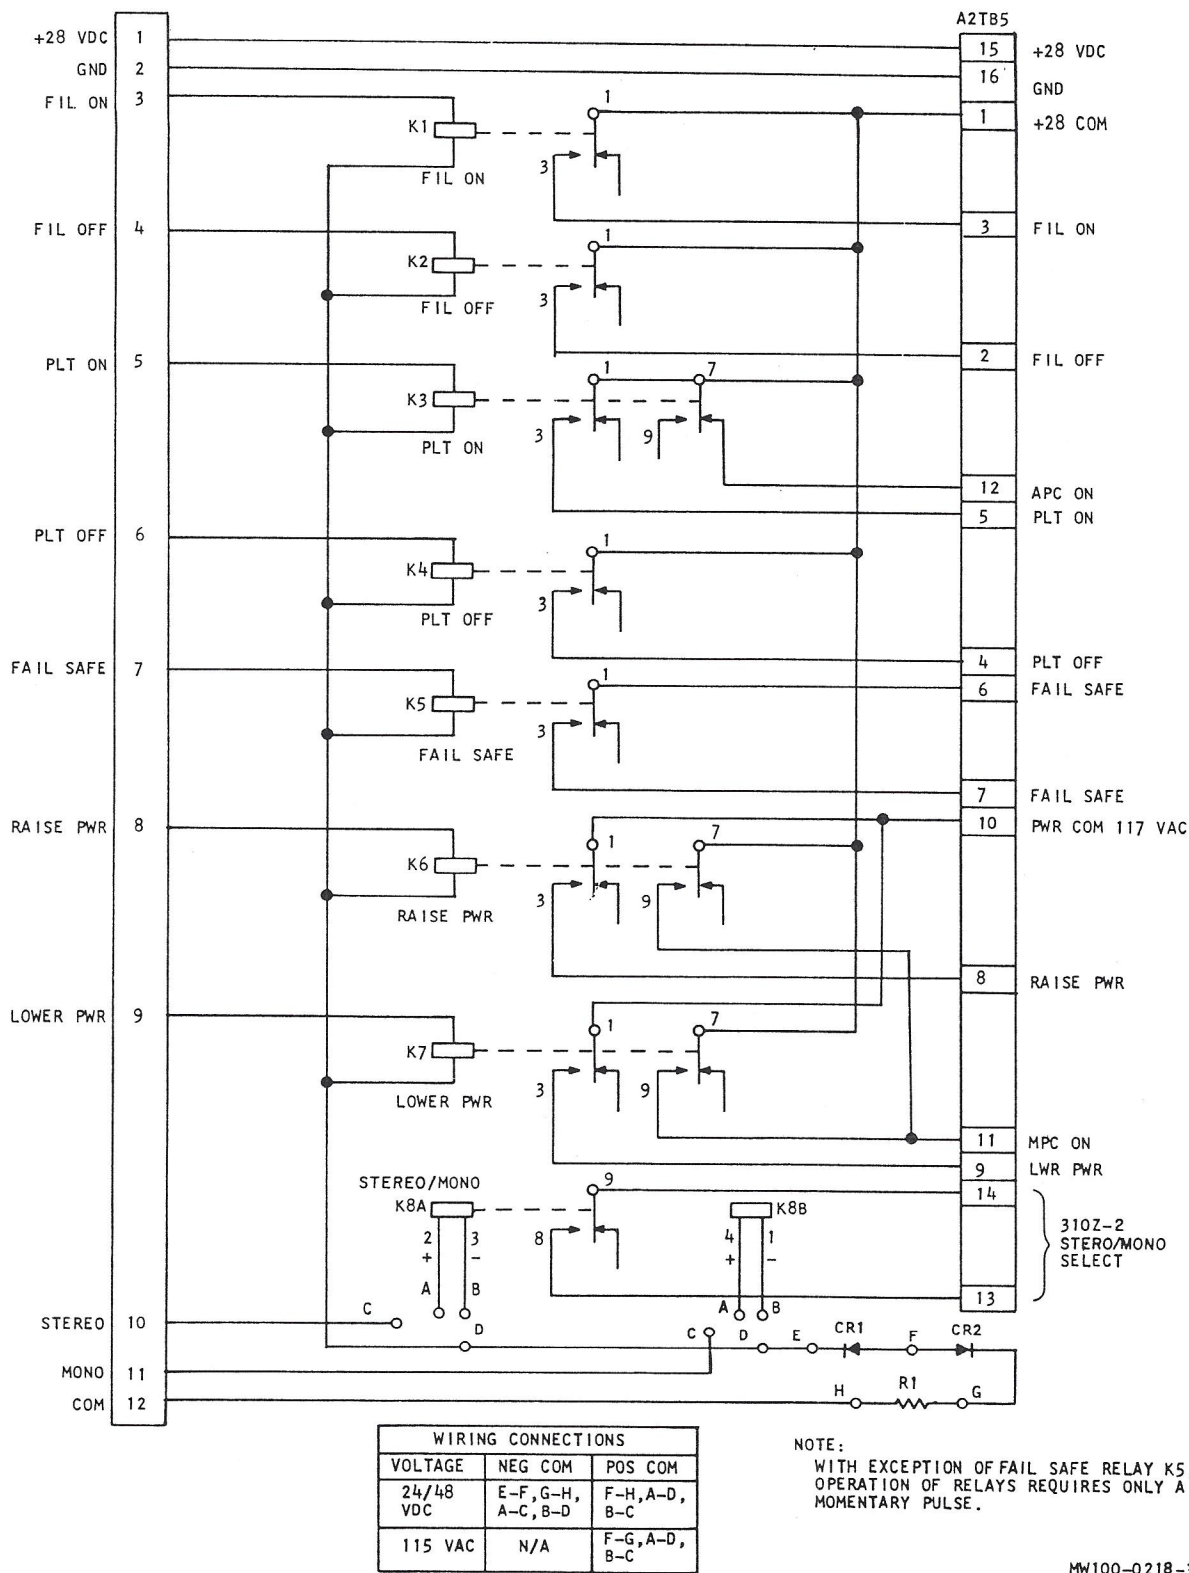 A2TB5
+28 VDC 1 15 +28 VDC
GND 2 16 GND
FIL ON 3 1 1 +28 COM
K1
3
FIL ON
FIL OFF 4 1 3 FIL ON
K2
3
FIL OFF
PLT ON 5 1 7 2 FIL OFF
K3
3 9
PLT ON
12 APC ON
5 PLT ON
PLT OFF 6 1
K4
3
PLT OFF
4 PLT OFF
FAIL SAFE 7 1 6 FAIL SAFE
K5
3
FAIL SAFE
7 FAIL SAFE
RAISE PWR 8 1 7 10 PWR COM 117 VAC
K6
3 9
RAISE PWR
8 RAISE PWR
LOWER PWR 9 1 7
K7
3 9
LOWER PWR
11 MPC ON
9 LWR PWR
STEREO/MONO
K8A 9 K8B 14
2 3 8 4 1
+ - + -
310Z-2
STERO/MONO
SELECT
A B
13
C A B
STEREO 10 D C D E CR1 F CR2
MONO 11
COM 12 H R1 G
WIRING CONNECTIONS
VOLTAGE NEG COM POS COM
24/48 VDC E-F,G-H, A-C,B-D F-H,A-D, B-C
115 VAC N/A F-G,A-D, B-C
NOTE:
WITH EXCEPTION OF FAIL SAFE RELAY K5
OPERATION OF RELAYS REQUIRES ONLY A
MOMENTARY PULSE.